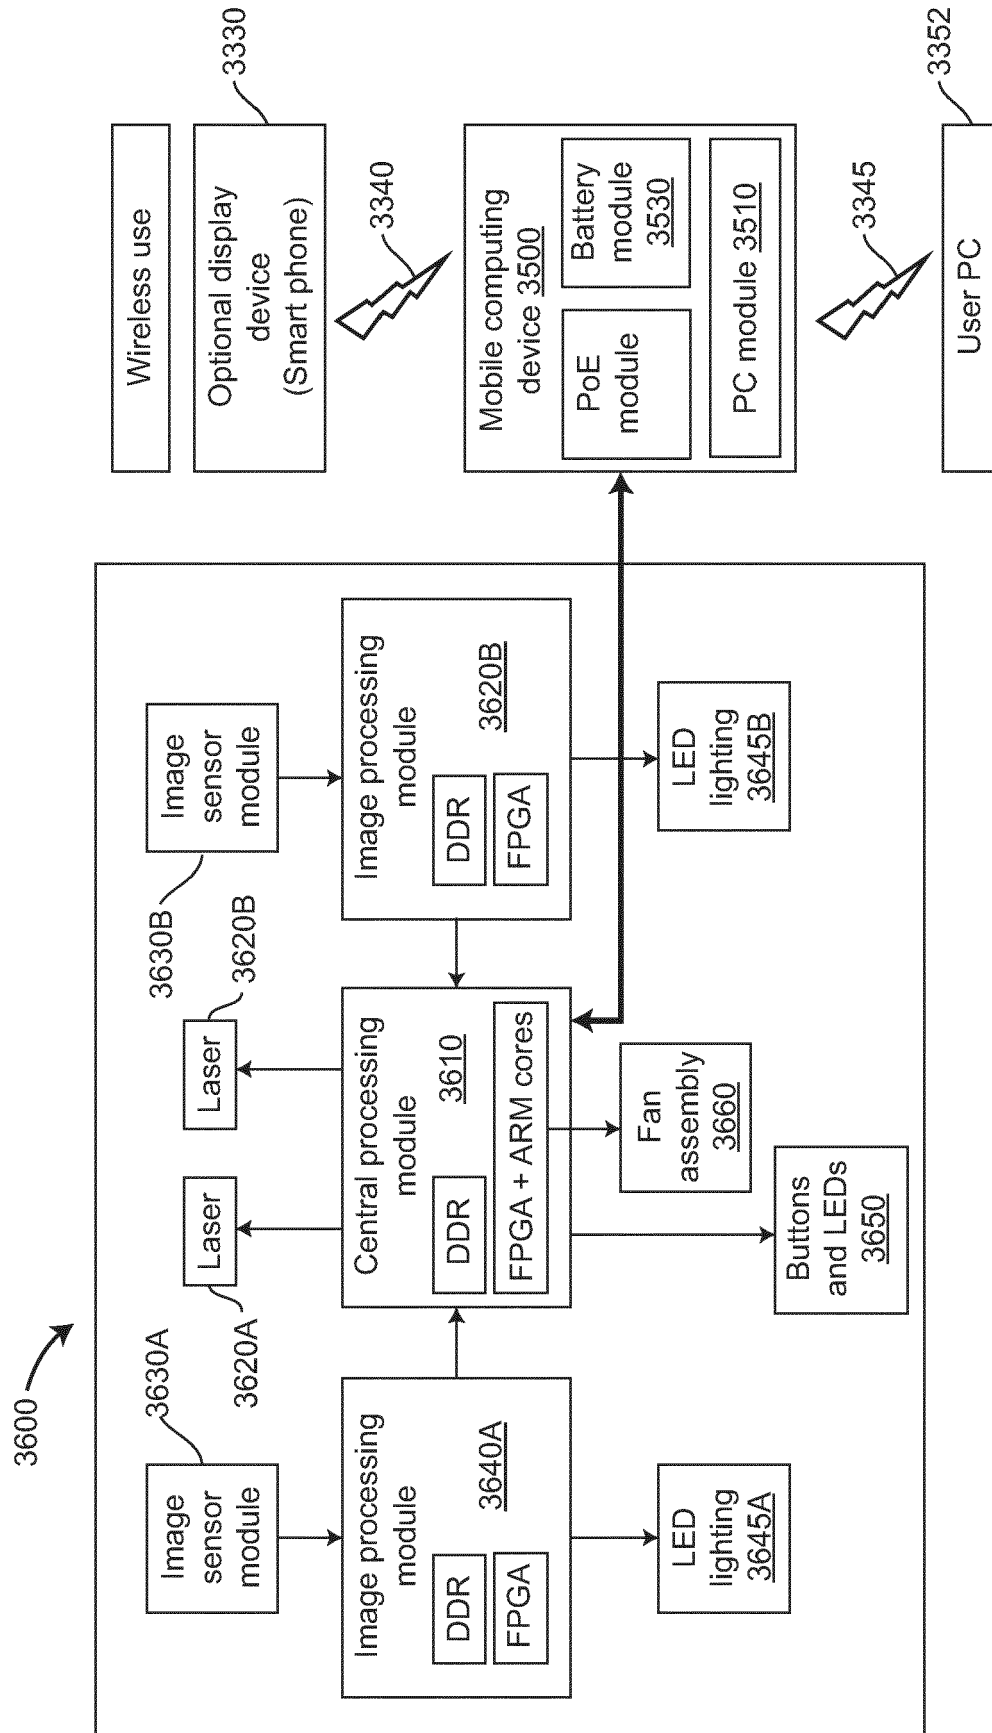 3600
Image
sensor
module
3630A
Image processing
module
3640A
DDR
FPGA
LED
lighting
3645A
Laser
3620A
Laser
3620B
Central processing
module
3610
DDR
FPGA + ARM cores
Fan
assembly
3660
Buttons
and LEDs
3650
Image
sensor
module
3630B
Image processing
module
3620B
DDR
FPGA
LED
lighting
3645B
Wireless use
Optional display
device
(Smart phone)
3330
3340
Mobile computing
device 3500
PoE
module
Battery
module
3530
PC module 3510
3345
User PC
3352